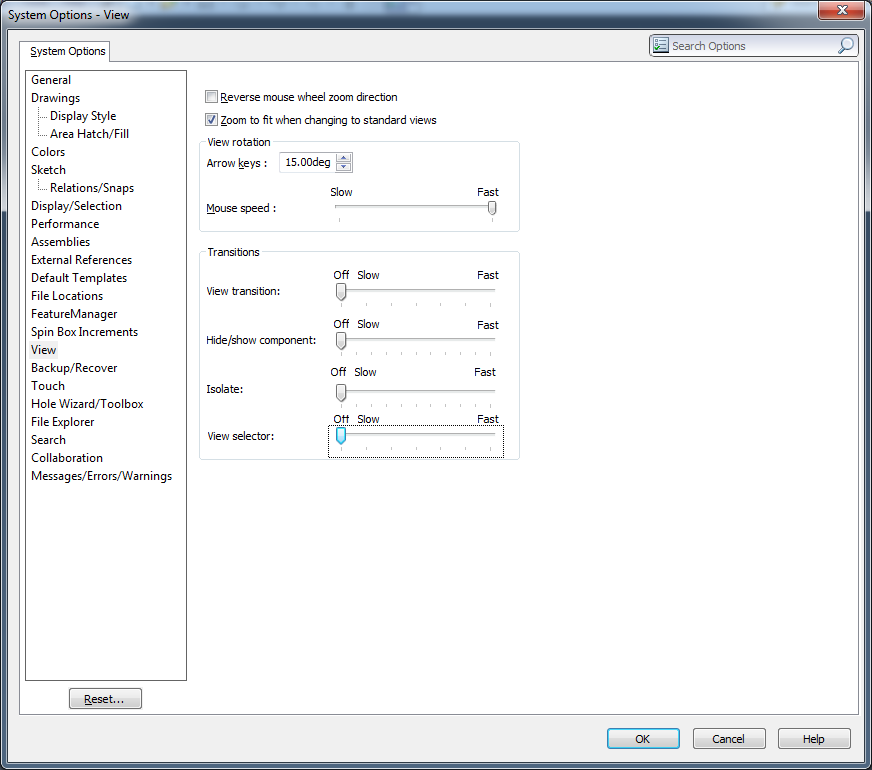 System Options - View
System Options
Search Options
General
Drawings
Display Style
Area Hatch/Fill
Colors
Sketch
Relations/Snaps
Display/Selection
Performance
Assemblies
External References
Default Templates
File Locations
FeatureManager
Spin Box Increments
View
Backup/Recover
Touch
Hole Wizard/Toolbox
File Explorer
Search
Collaboration
Messages/Errors/Warnings
Reset...
Reverse mouse wheel zoom direction
Zoom to fit when changing to standard views
View rotation
Arrow keys : 15.00deg
Slow Fast
Mouse speed :
Transitions
Off Slow Fast
View transition:
Off Slow Fast
Hide/show component:
Off Slow Fast
Isolate:
Off Slow Fast
View selector:
OK Cancel Help